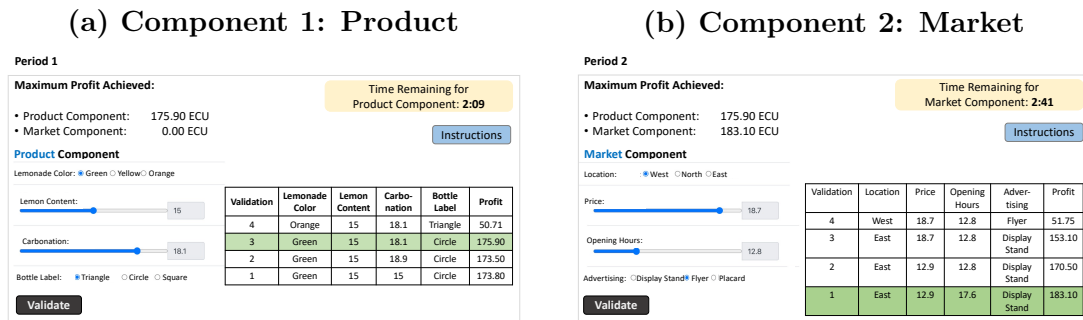 (a) Component 1: Product
Period 1
Maximum Profit Achieved:
• Product Component: 175.90 ECU
• Market Component: 0.00 ECU
Time Remaining for
Product Component: 2:09
Instructions
Product Component
Lemonade Color: Green Yellow Orange
Lemon Content: 15
Carbonation: 18.1
Bottle Label: Triangle Circle Square
Validate
Validation Lemonade Color Lemon Content Carbo-nation Bottle Label Profit
4 Orange 15 18.1 Triangle 50.71
3 Green 15 18.1 Circle 175.90
2 Green 15 18.9 Circle 173.50
1 Green 15 15 Circle 173.80
(b) Component 2: Market
Period 2
Maximum Profit Achieved:
• Product Component: 175.90 ECU
• Market Component: 183.10 ECU
Time Remaining for
Market Component: 2:41
Instructions
Market Component
Location: West North East
Price: 18.7
Opening Hours: 12.8
Advertising: Display Stand Flyer Placard
Validate
Validation Location Price Opening Hours Adver-tising Profit
4 West 18.7 12.8 Flyer 51.75
3 East 18.7 12.8 Display Stand 153.10
2 East 12.9 12.8 Display Stand 170.50
1 East 12.9 17.6 Display Stand 183.10